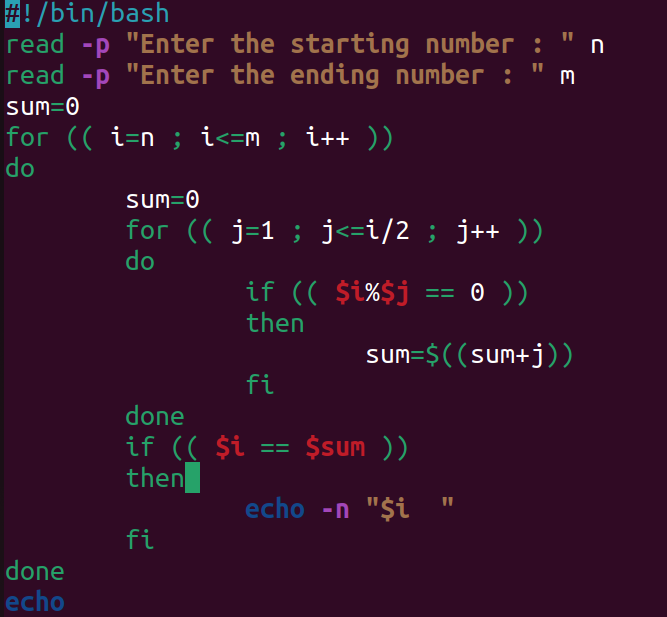 #!/bin/bash
read -p "Enter the starting number : " n
read -p "Enter the ending number : " m
sum=0
for (( i=n ; i<=m ; i++ ))
do
        sum=0
        for (( j=1 ; j<=i/2 ; j++ ))
        do
                if (( $i%$j == 0 ))
                then
                        sum=$((sum+j))
                fi
        done
        if (( $i == $sum ))
        then
                echo -n "$i  "
        fi
done
echo